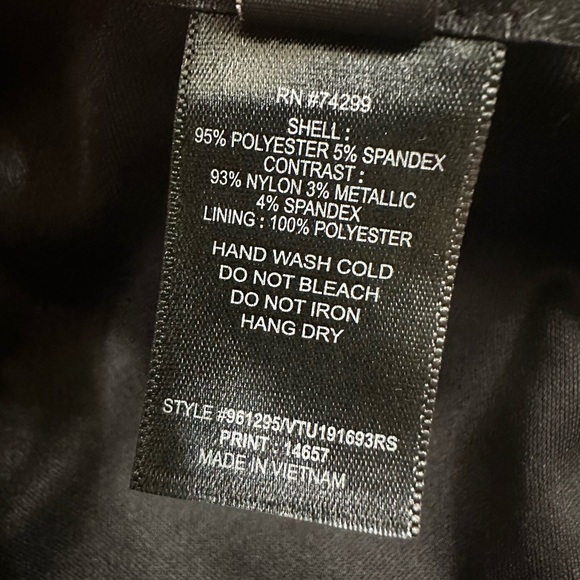 RN #74299
SHELL :
95% POLYESTER 5% SPANDEX
CONTRAST :
93% NYLON 3% METALLIC
4% SPANDEX
LINING : 100% POLYESTER
HAND WASH COLD
DO NOT BLEACH
DO NOT IRON
HANG DRY
STYLE #961295/VTU191693RS
PRINT : 14657
MADE IN VIETNAM